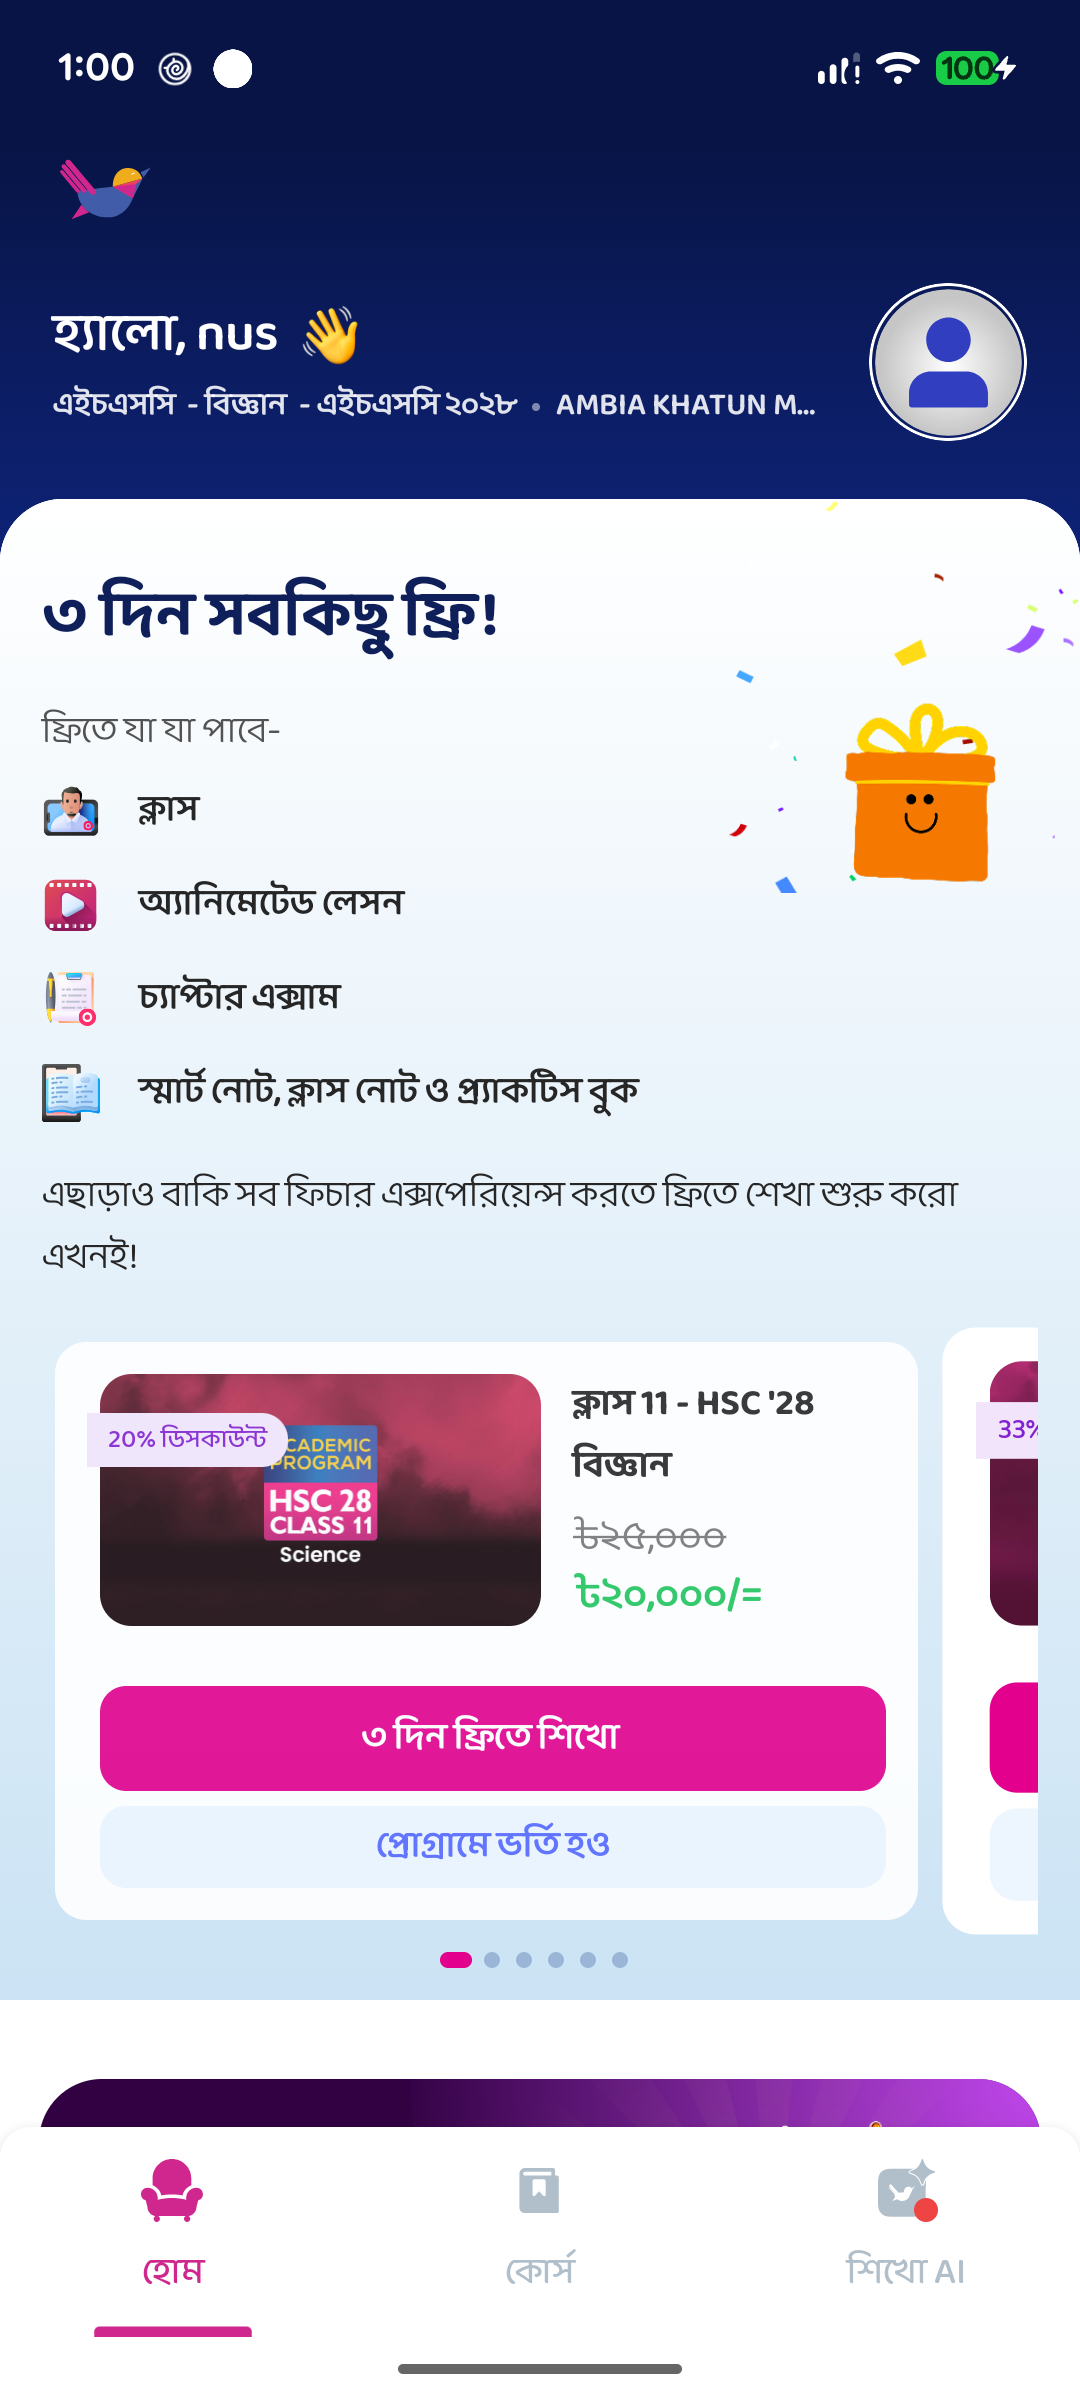 1:00
100
হ্যালো, nus 👋
এইচএসসি - বিজ্ঞান - এইচএসসি ২০২৮ • AMBIA KHATUN M...
৩ দিন সবকিছু ফ্রি!
ফ্রিতে যা যা পাবে-
ক্লাস
অ্যানিমেটেড লেসন
চ্যাপ্টার এক্সাম
স্মার্ট নোট, ক্লাস নোট ও প্র্যাকটিস বুক
এছাড়াও বাকি সব ফিচার এক্সপেরিয়েন্স করতে ফ্রিতে শেখা শুরু করো
এখনই!
20% ডিসকাউন্ট
CADEMIC
PROGRAM
HSC 28
CLASS 11
Science
ক্লাস 11 - HSC '28
বিজ্ঞান
৳২৫,০০০
৳২০,০০০/=
33%
৩ দিন ফ্রিতে শিখো
প্রোগ্রামে ভর্তি হও
হোম
কোর্স
শিখো AI